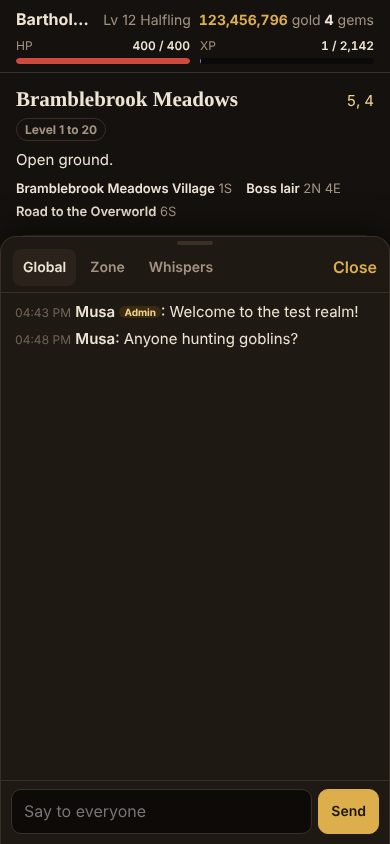 Barthol... Lv 12 Halfling 123,456,796 gold 4 gems
HP 400 / 400 XP 1 / 2,142
Bramblebrook Meadows 5, 4
Level 1 to 20
Open ground.
Bramblebrook Meadows Village 1S Boss lair 2N 4E
Road to the Overworld 6S
Global Zone Whispers Close
04:43 PM Musa Admin : Welcome to the test realm!
04:48 PM Musa: Anyone hunting goblins?
Say to everyone Send